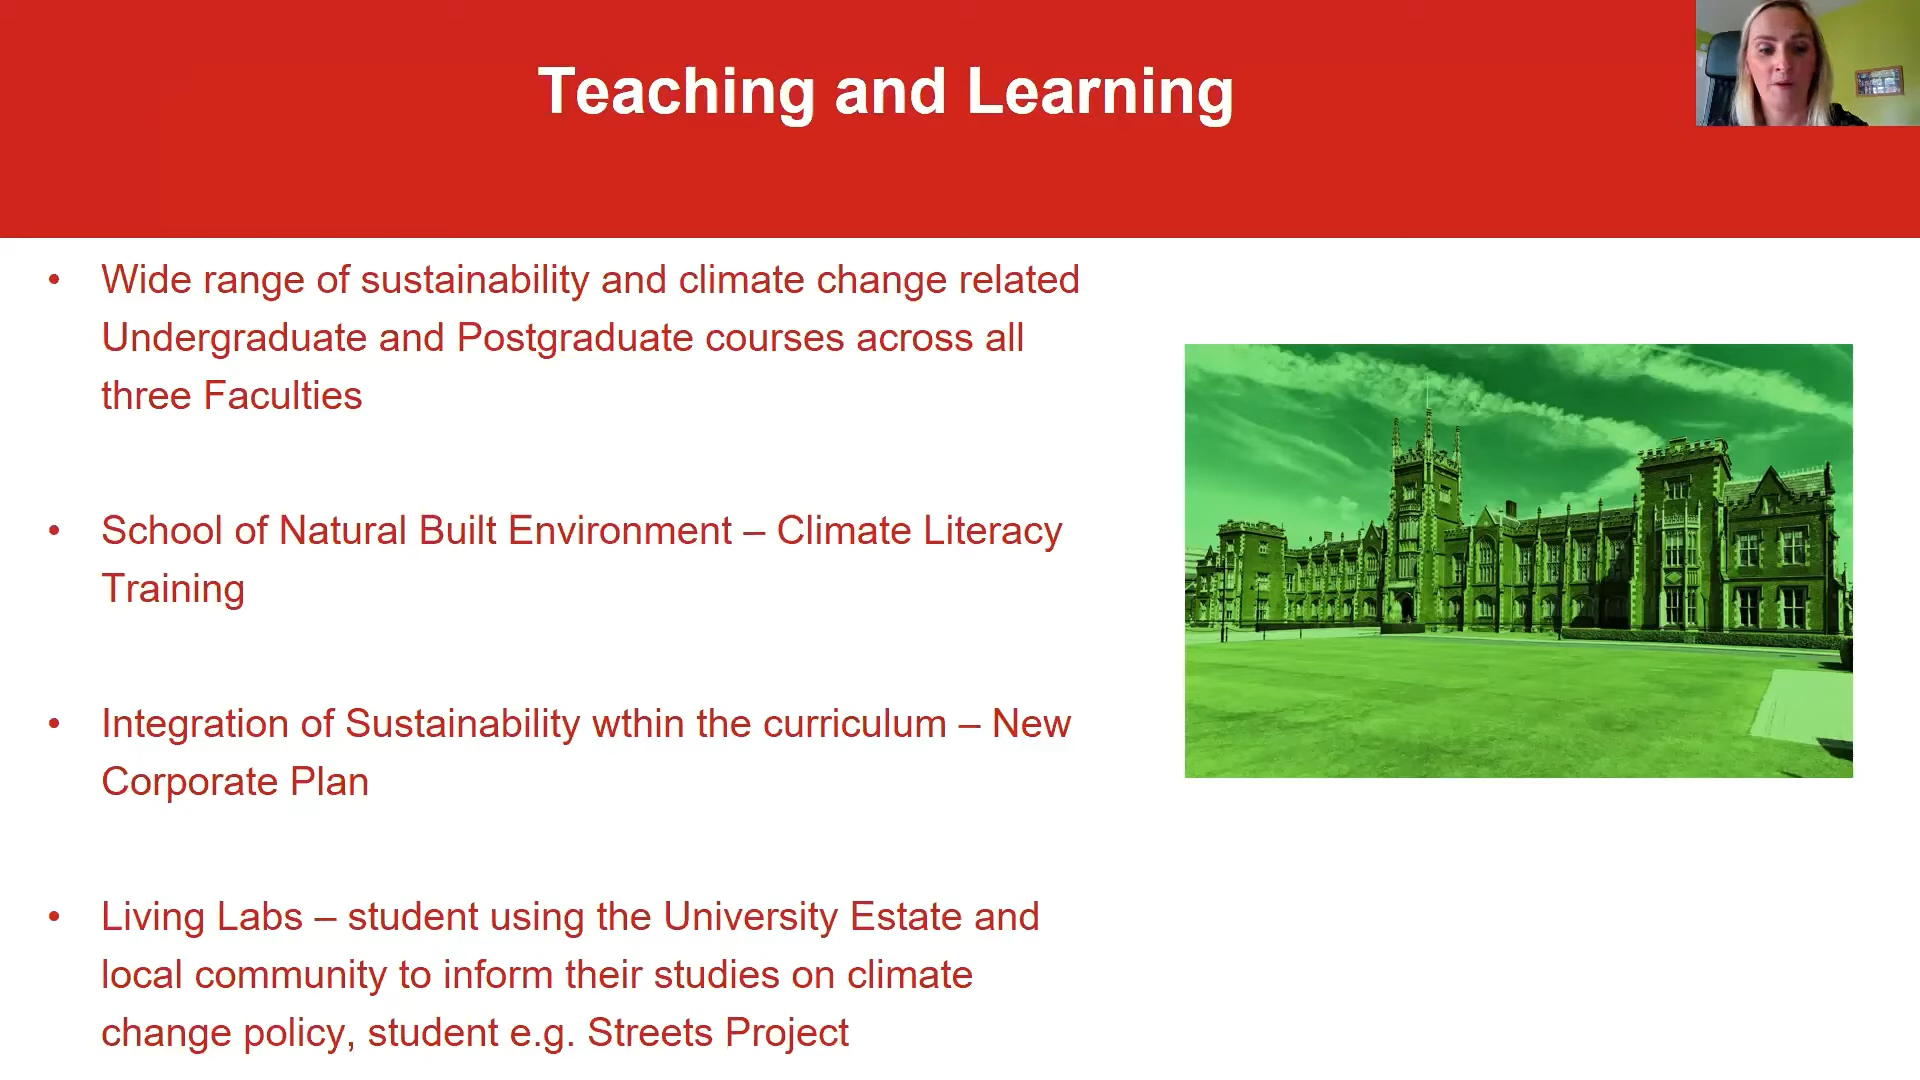 Teaching and Learning
• Wide range of sustainability and climate change related
Undergraduate and Postgraduate courses across all
three Faculties
• School of Natural Built Environment – Climate Literacy
Training
• Integration of Sustainability wthin the curriculum – New
Corporate Plan
• Living Labs – student using the University Estate and
local community to inform their studies on climate
change policy, student e.g. Streets Project